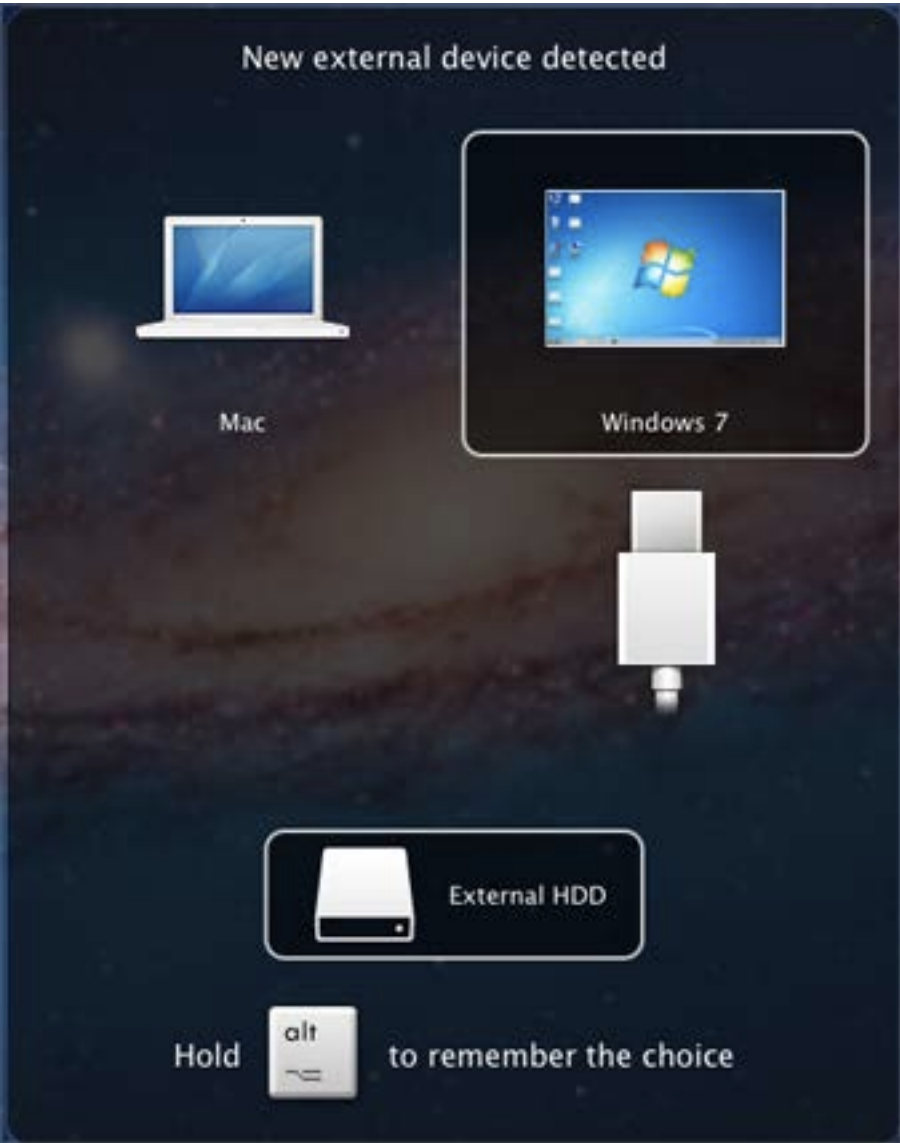 New external device detected
Mac
Windows 7
External HDD
Hold alt to remember the choice